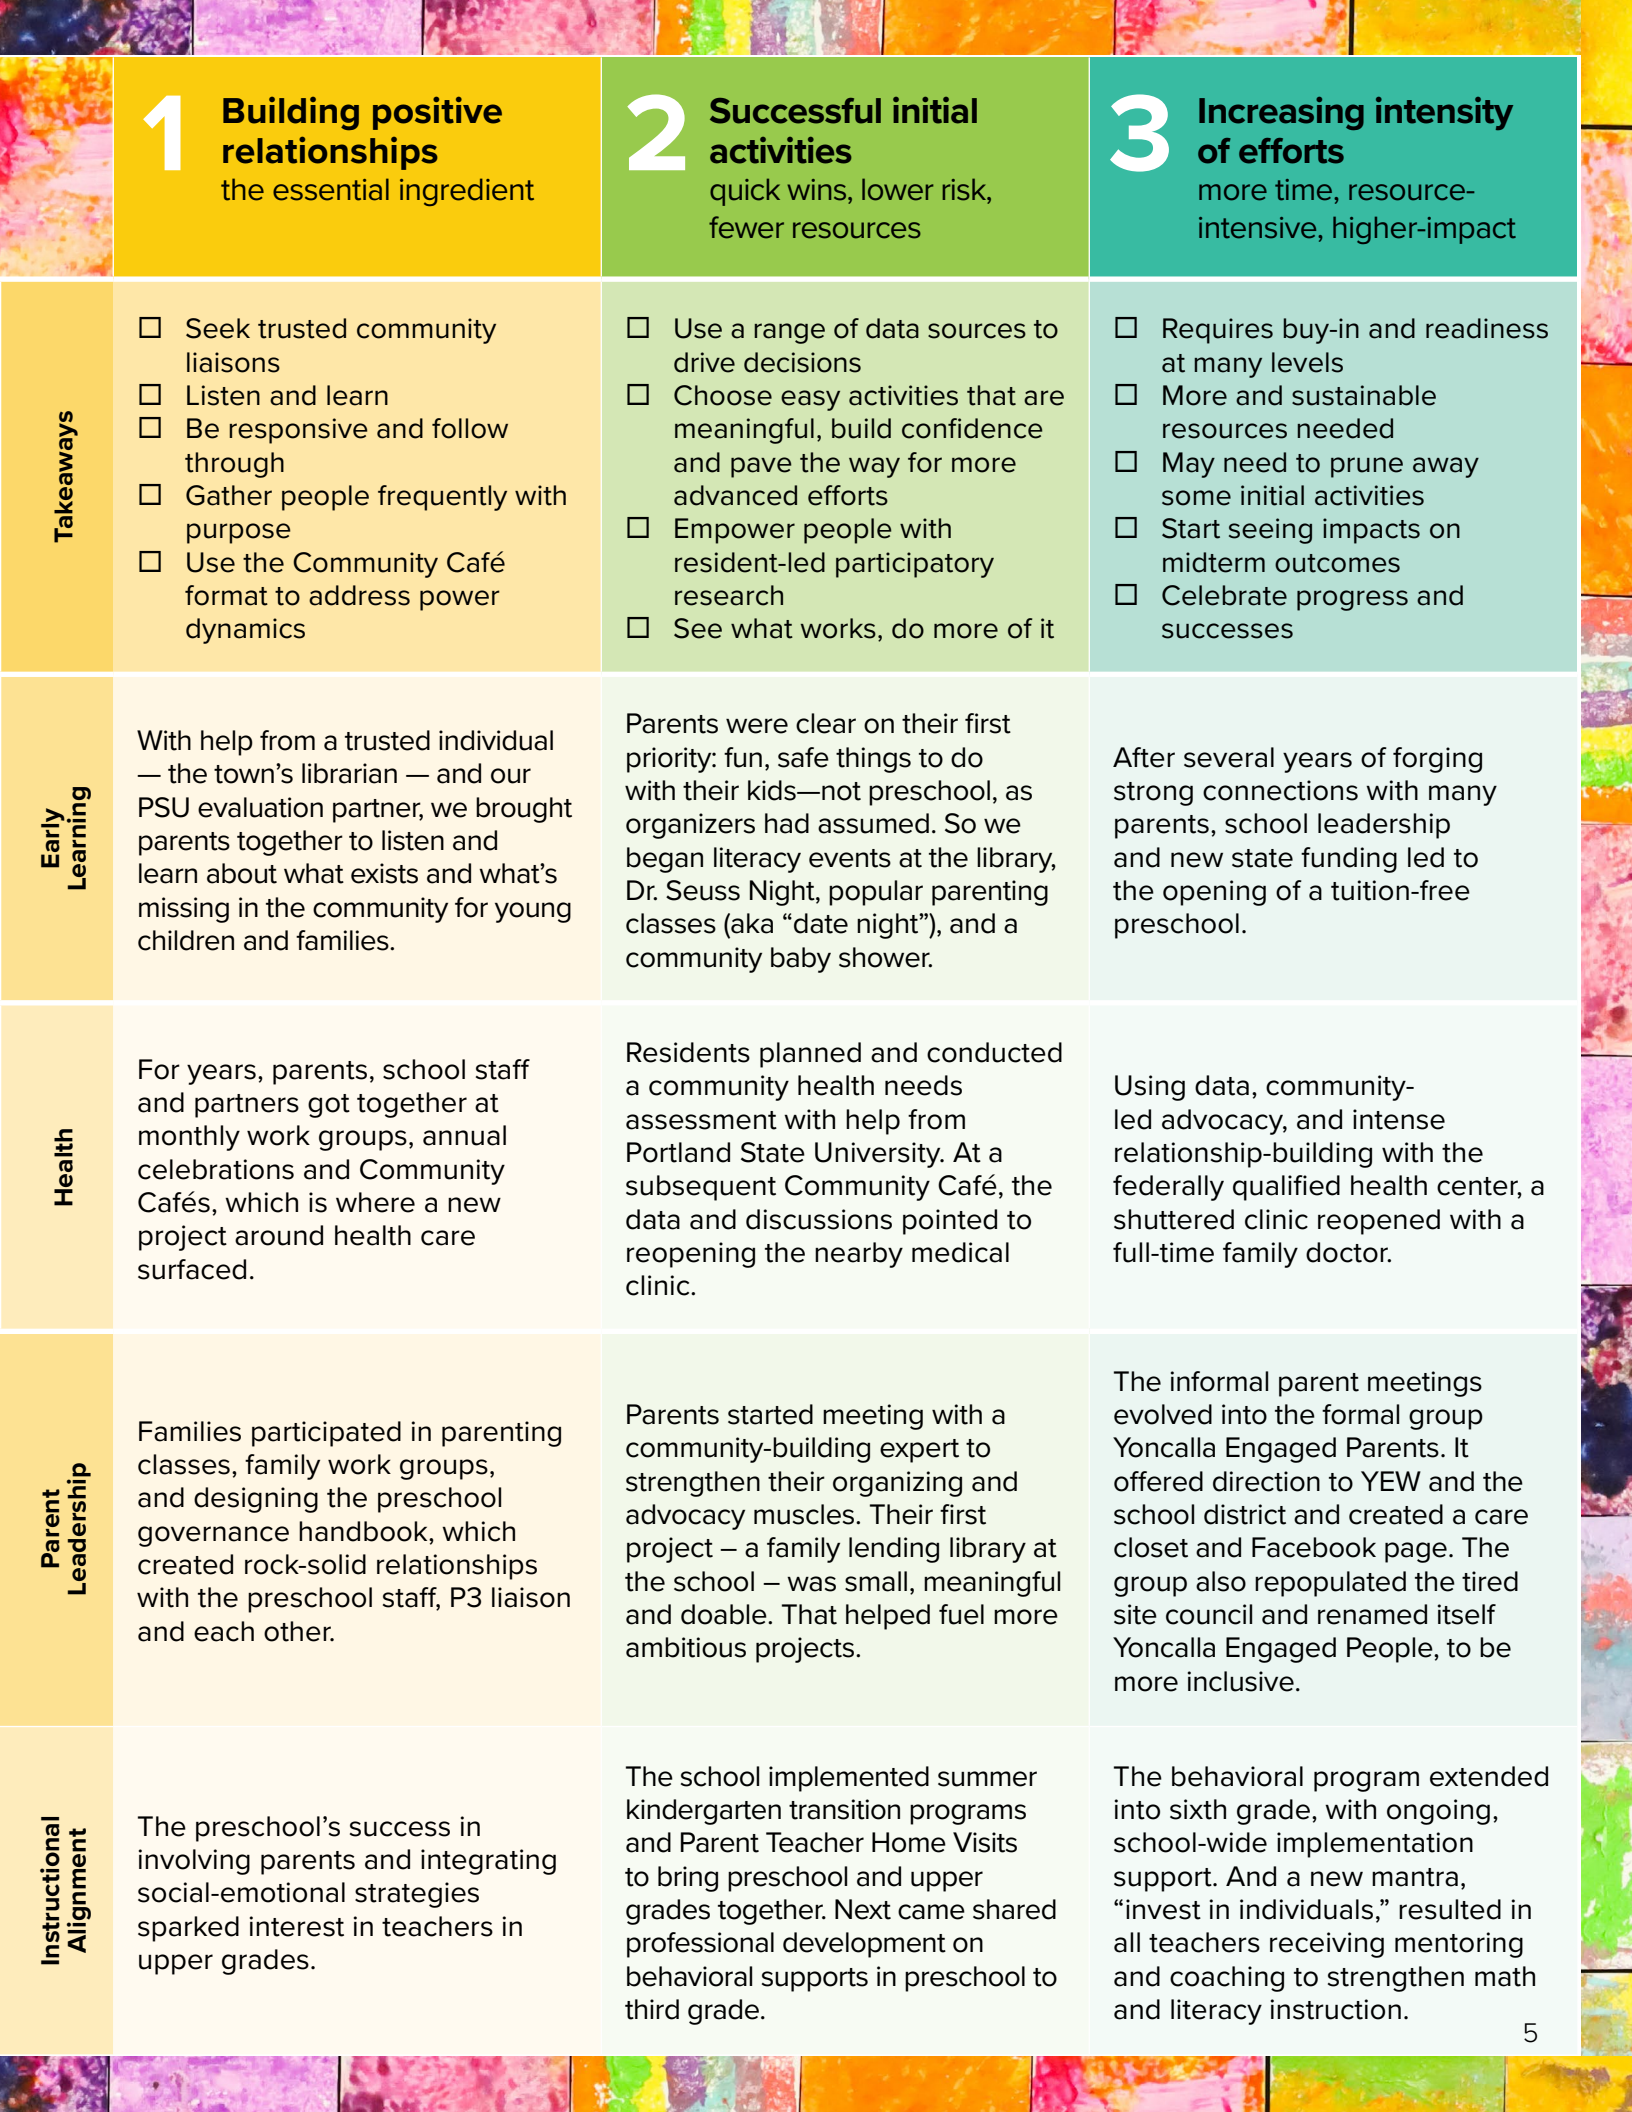 1 Building positive
relationships
the essential ingredient
2 Successful initial
activities
quick wins, lower risk,
fewer resources
3 Increasing intensity
of efforts
more time, resource-
intensive, higher-impact
Takeaways
☐ Seek trusted community
liaisons
☐ Listen and learn
☐ Be responsive and follow
through
☐ Gather people frequently with
purpose
☐ Use the Community Café
format to address power
dynamics
☐ Use a range of data sources to
drive decisions
☐ Choose easy activities that are
meaningful, build confidence
and pave the way for more
advanced efforts
☐ Empower people with
resident-led participatory
research
☐ See what works, do more of it
☐ Requires buy-in and readiness
at many levels
☐ More and sustainable
resources needed
☐ May need to prune away
some initial activities
☐ Start seeing impacts on
midterm outcomes
☐ Celebrate progress and
successes
Early
Learning
With help from a trusted individual
— the town’s librarian — and our
PSU evaluation partner, we brought
parents together to listen and
learn about what exists and what’s
missing in the community for young
children and families.
Parents were clear on their first
priority: fun, safe things to do
with their kids—not preschool, as
organizers had assumed. So we
began literacy events at the library,
Dr. Seuss Night, popular parenting
classes (aka “date night”), and a
community baby shower.
After several years of forging
strong connections with many
parents, school leadership
and new state funding led to
the opening of a tuition-free
preschool.
Health
For years, parents, school staff
and partners got together at
monthly work groups, annual
celebrations and Community
Cafés, which is where a new
project around health care
surfaced.
Residents planned and conducted
a community health needs
assessment with help from
Portland State University. At a
subsequent Community Café, the
data and discussions pointed to
reopening the nearby medical
clinic.
Using data, community-
led advocacy, and intense
relationship-building with the
federally qualified health center, a
shuttered clinic reopened with a
full-time family doctor.
Parent
Leadership
Families participated in parenting
classes, family work groups,
and designing the preschool
governance handbook, which
created rock-solid relationships
with the preschool staff, P3 liaison
and each other.
Parents started meeting with a
community-building expert to
strengthen their organizing and
advocacy muscles. Their first
project – a family lending library at
the school – was small, meaningful
and doable. That helped fuel more
ambitious projects.
The informal parent meetings
evolved into the formal group
Yoncalla Engaged Parents. It
offered direction to YEW and the
school district and created a care
closet and Facebook page. The
group also repopulated the tired
site council and renamed itself
Yoncalla Engaged People, to be
more inclusive.
Instructional
Alignment
The preschool’s success in
involving parents and integrating
social-emotional strategies
sparked interest in teachers in
upper grades.
The school implemented summer
kindergarten transition programs
and Parent Teacher Home Visits
to bring preschool and upper
grades together. Next came shared
professional development on
behavioral supports in preschool to
third grade.
The behavioral program extended
into sixth grade, with ongoing,
school-wide implementation
support. And a new mantra,
“invest in individuals,” resulted in
all teachers receiving mentoring
and coaching to strengthen math
and literacy instruction.
5